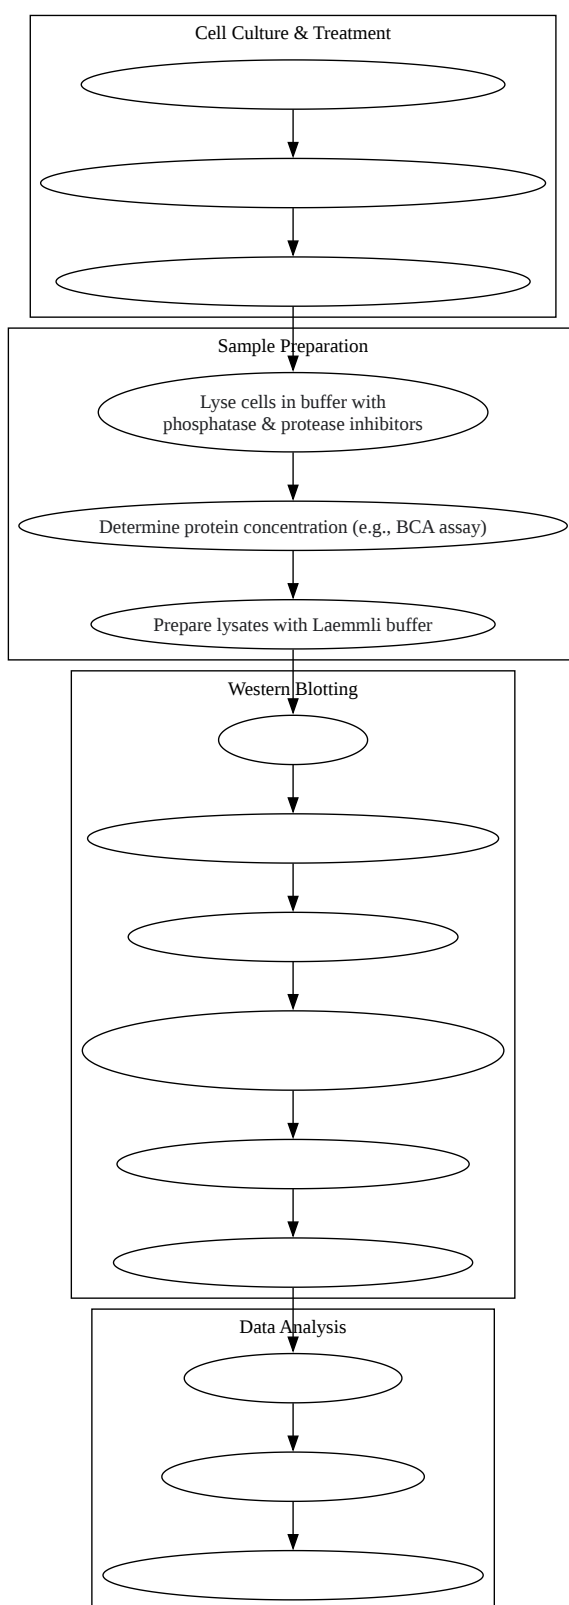 Cell Culture & Treatment
Sample Preparation
Lyse cells in buffer with
phosphatase & protease inhibitors
Determine protein concentration (e.g., BCA assay)
Prepare lysates with Laemmli buffer
Western Blotting
Data Analysis